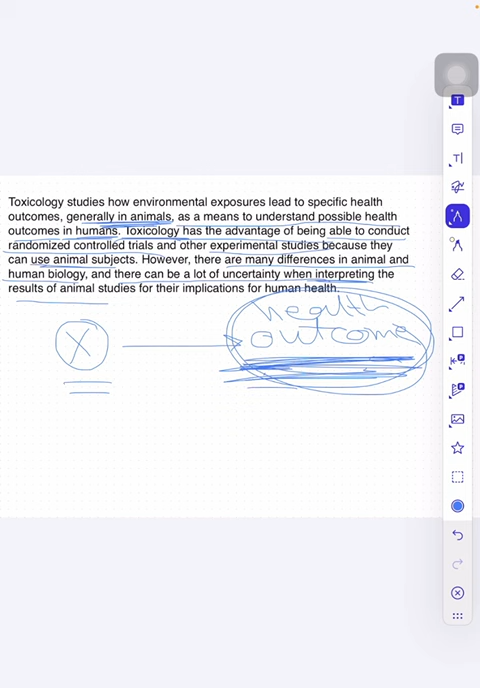 Toxicology studies how environmental exposures lead to specific health
outcomes, generally in animals, as a means to understand possible health
outcomes in humans. Toxicology has the advantage of being able to conduct
randomized controlled trials and other experimental studies because they
can use animal subjects. However, there are many differences in animal and
human biology, and there can be a lot of uncertainty when interpreting the
results of animal studies for their implications for human health.
health
X outcome